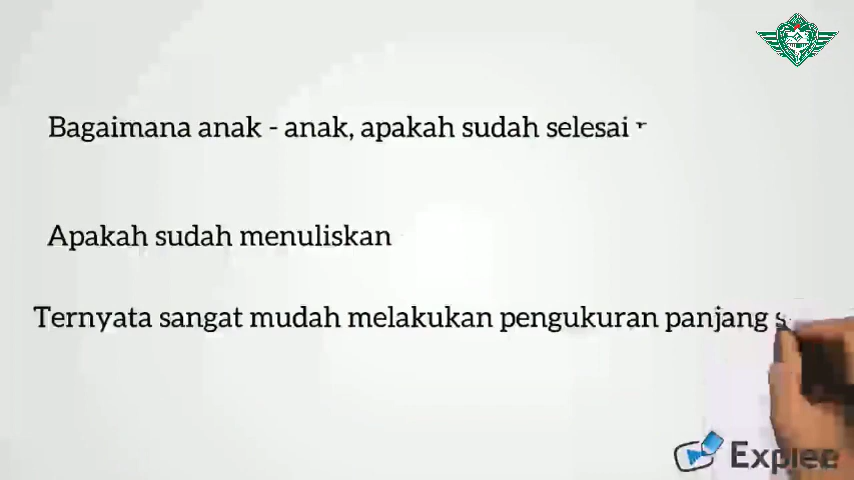 Bagaimana anak - anak, apakah sudah selesai
Apakah sudah menuliskan
Ternyata sangat mudah melakukan pengukuran panjang
Explee